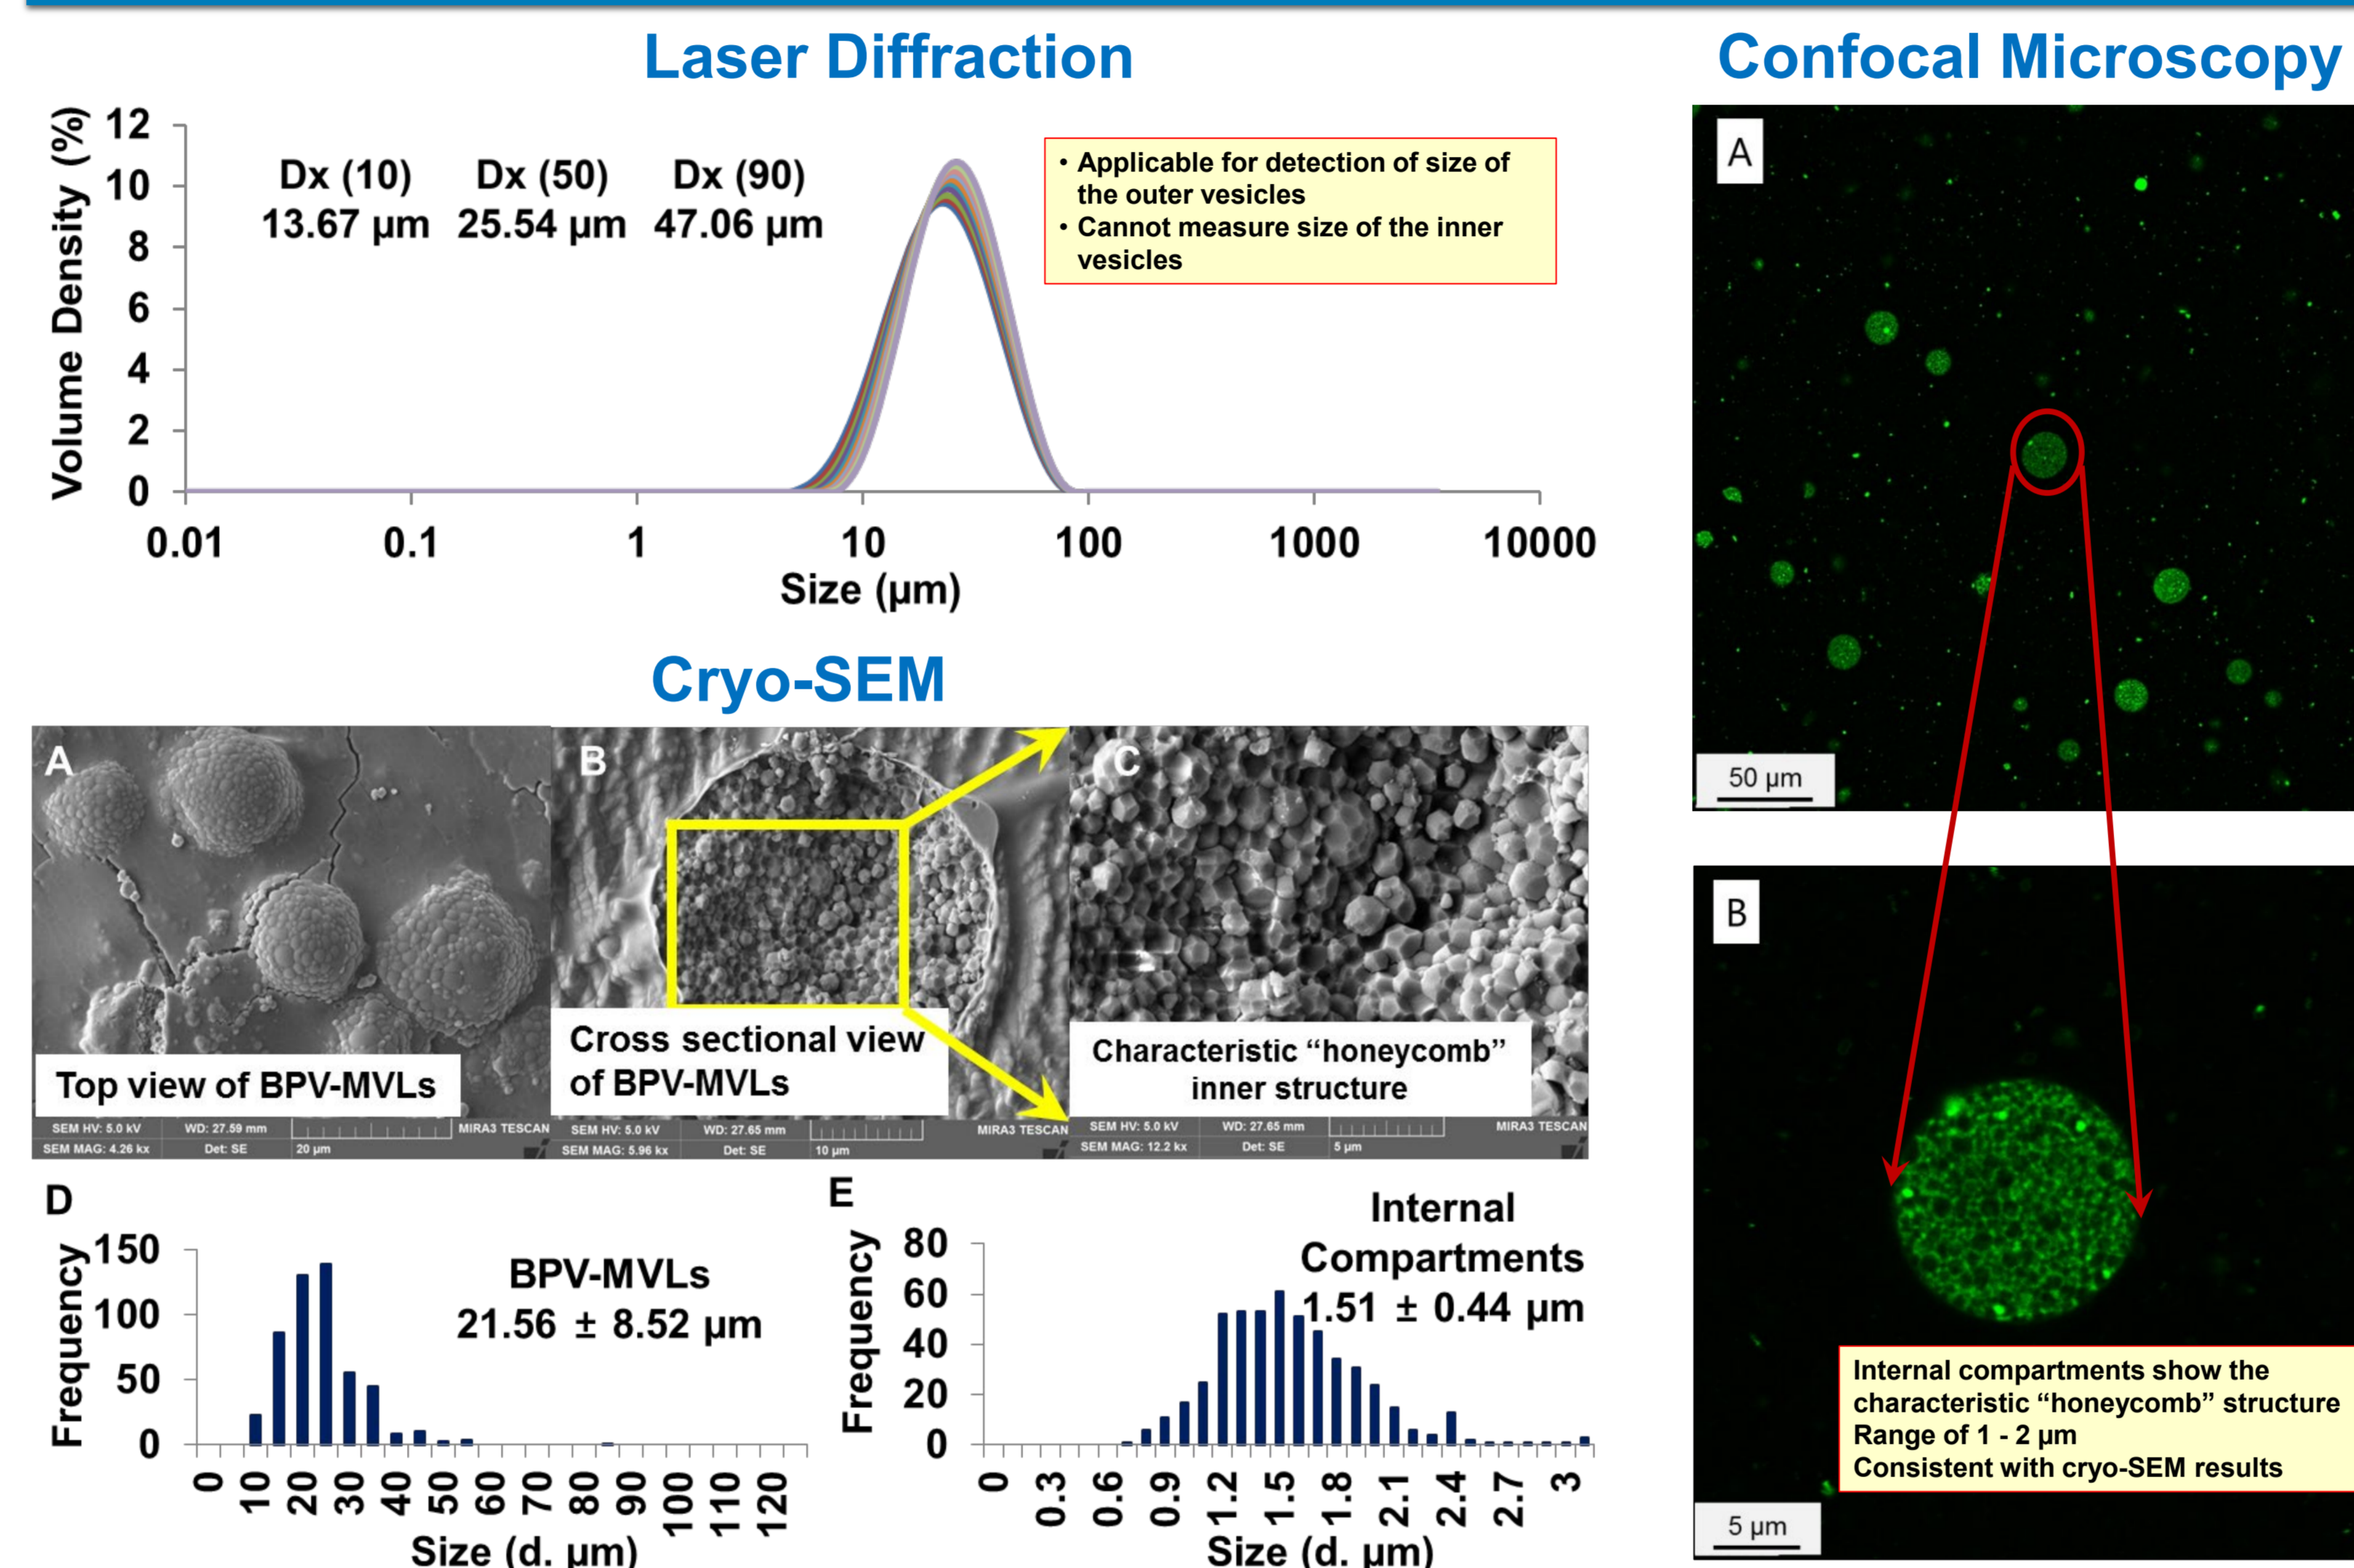 Laser Diffraction
Volume Density (%)
12
10
8
6
4
2
0
Dx (10) Dx (50) Dx (90)
13.67 µm 25.54 µm 47.06 µm
• Applicable for detection of size of
the outer vesicles
• Cannot measure size of the inner
vesicles
0.01 0.1 1 10 100 1000 10000
Size (µm)
Cryo-SEM
A
Top view of BPV-MVLs
SEM HV: 5.0 kV WD: 27.59 mm MIRA3 TESCAN
SEM MAG: 4.26 kx Det: SE 20 µm
B
Cross sectional view
of BPV-MVLs
SEM HV: 5.0 kV WD: 27.65 mm MIRA3 TESCAN
SEM MAG: 5.96 kx Det: SE 10 µm
C
Characteristic “honeycomb”
inner structure
SEM HV: 5.0 kV WD: 27.65 mm MIRA3 TESCAN
SEM MAG: 12.2 kx Det: SE 5 µm
D
Frequency
150
100
50
0
BPV-MVLs
21.56 ± 8.52 µm
0 10 20 30 40 50 60 70 80 90 100 110 120
Size (d. µm)
E
Frequency
80
60
40
20
0
Internal
Compartments
1.51 ± 0.44 µm
0 0.3 0.6 0.9 1.2 1.5 1.8 2.1 2.4 2.7 3
Size (d. µm)
Confocal Microscopy
A
50 µm
B
Internal compartments show the
characteristic “honeycomb” structure
Range of 1 - 2 µm
Consistent with cryo-SEM results
5 µm